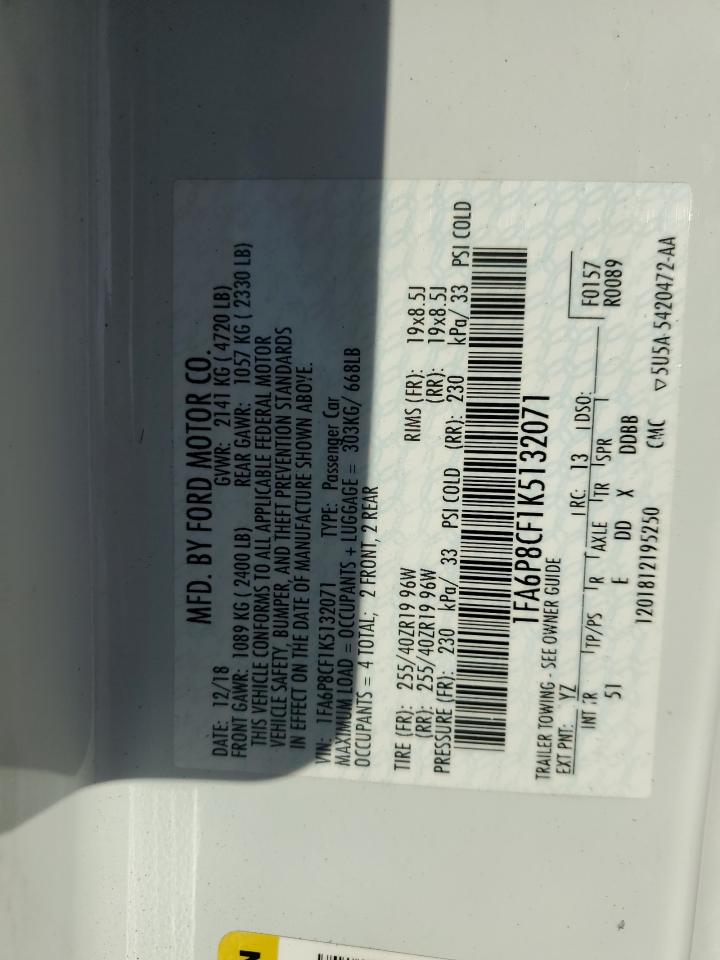 MFD. BY FORD MOTOR CO.
DATE: 12/18 GVWR: 2141 KG ( 4720 LB)
FRONT GAWR: 1089 KG ( 2400 LB) REAR GAWR: 1057 KG ( 2330 LB)
THIS VEHICLE CONFORMS TO ALL APPLICABLE FEDERAL MOTOR
VEHICLE SAFETY, BUMPER, AND THEFT PREVENTION STANDARDS
IN EFFECT ON THE DATE OF MANUFACTURE SHOWN ABOVE.
VIN: 1FA6P8CF1K5132071 TYPE: Passenger Car
MAXIMUM LOAD = OCCUPANTS + LUGGAGE = 303KG/ 668LB
OCCUPANTS = 4 TOTAL; 2 FRONT, 2 REAR
TIRE (FR): 255/40ZR19 96W RIMS (FR): 19x8.5J
(RR): 255/40ZR19 96W (RR): 19x8.5J
PRESSURE (FR): 230 kPa/ 33 PSI COLD (RR): 230 kPa/ 33 PSI COLD
1FA6P8CF1K5132071
TRAILER TOWING - SEE OWNER GUIDE
EXT PNT: YZ RC: 13 DSO: F0157
INT TR TP/PS R AXLE TR SPR R0089
51 E DD X DDBB
1201812195250 CMC ▽5U5A-5420472-AA
N